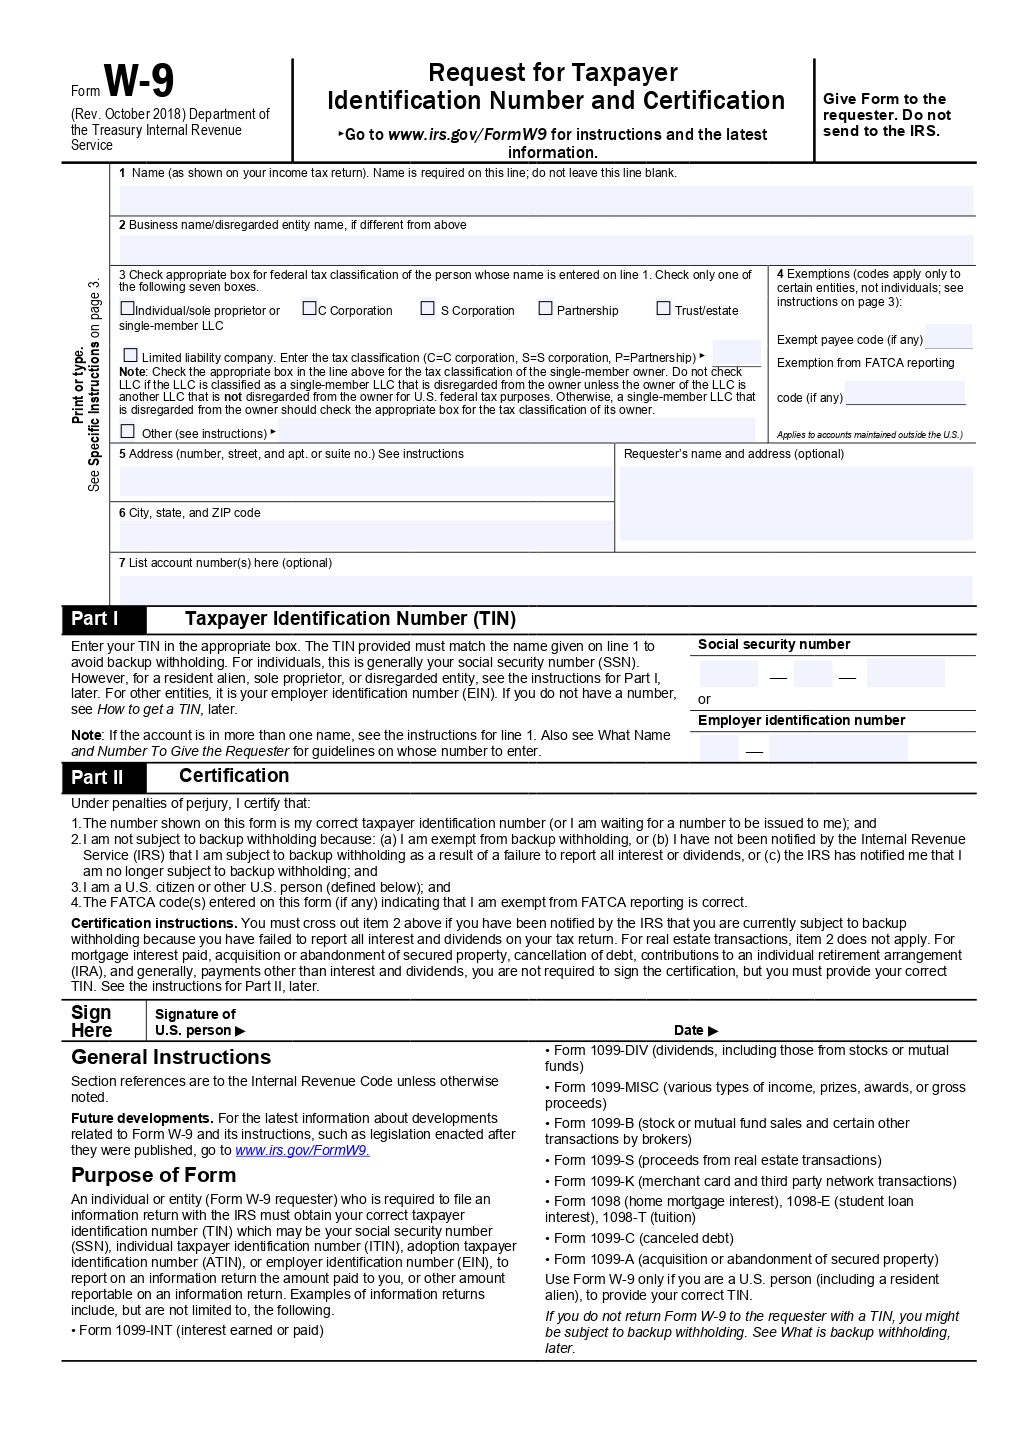 Form W-9
(Rev. October 2018) Department of
the Treasury Internal Revenue
Service
Request for Taxpayer
Identification Number and Certification
▸Go to www.irs.gov/FormW9 for instructions and the latest
information.
Give Form to the
requester. Do not
send to the IRS.
Print or type.
See Specific Instructions on page 3.
1 Name (as shown on your income tax return). Name is required on this line; do not leave this line blank.
2 Business name/disregarded entity name, if different from above
3 Check appropriate box for federal tax classification of the person whose name is entered on line 1. Check only one of
the following seven boxes.
☐Individual/sole proprietor or ☐C Corporation ☐ S Corporation ☐ Partnership ☐ Trust/estate
single-member LLC
☐ Limited liability company. Enter the tax classification (C=C corporation, S=S corporation, P=Partnership) ▸
Note: Check the appropriate box in the line above for the tax classification of the single-member owner. Do not check
LLC if the LLC is classified as a single-member LLC that is disregarded from the owner unless the owner of the LLC is
another LLC that is not disregarded from the owner for U.S. federal tax purposes. Otherwise, a single-member LLC that
is disregarded from the owner should check the appropriate box for the tax classification of its owner.
☐ Other (see instructions) ▸
4 Exemptions (codes apply only to
certain entities, not individuals; see
instructions on page 3):
Exempt payee code (if any)
Exemption from FATCA reporting
code (if any)
Applies to accounts maintained outside the U.S.)
5 Address (number, street, and apt. or suite no.) See instructions
Requester's name and address (optional)
6 City, state, and ZIP code
7 List account number(s) here (optional)
Part I Taxpayer Identification Number (TIN)
Enter your TIN in the appropriate box. The TIN provided must match the name given on line 1 to
avoid backup withholding. For individuals, this is generally your social security number (SSN).
However, for a resident alien, sole proprietor, or disregarded entity, see the instructions for Part I,
later. For other entities, it is your employer identification number (EIN). If you do not have a number,
see How to get a TIN, later.
Note: If the account is in more than one name, see the instructions for line 1. Also see What Name
and Number To Give the Requester for guidelines on whose number to enter.
Social security number
— —
or
Employer identification number
—
Part II Certification
Under penalties of perjury, I certify that:
1. The number shown on this form is my correct taxpayer identification number (or I am waiting for a number to be issued to me); and
2. I am not subject to backup withholding because: (a) I am exempt from backup withholding, or (b) I have not been notified by the Internal Revenue
Service (IRS) that I am subject to backup withholding as a result of a failure to report all interest or dividends, or (c) the IRS has notified me that I
am no longer subject to backup withholding; and
3. I am a U.S. citizen or other U.S. person (defined below); and
4. The FATCA code(s) entered on this form (if any) indicating that I am exempt from FATCA reporting is correct.
Certification instructions. You must cross out item 2 above if you have been notified by the IRS that you are currently subject to backup
withholding because you have failed to report all interest and dividends on your tax return. For real estate transactions, item 2 does not apply. For
mortgage interest paid, acquisition or abandonment of secured property, cancellation of debt, contributions to an individual retirement arrangement
(IRA), and generally, payments other than interest and dividends, you are not required to sign the certification, but you must provide your correct
TIN. See the instructions for Part II, later.
Sign
Here
Signature of
U.S. person ▶
Date ▶
General Instructions
Section references are to the Internal Revenue Code unless otherwise
noted.
Future developments. For the latest information about developments
related to Form W-9 and its instructions, such as legislation enacted after
they were published, go to www.irs.gov/FormW9.
Purpose of Form
An individual or entity (Form W-9 requester) who is required to file an
information return with the IRS must obtain your correct taxpayer
identification number (TIN) which may be your social security number
(SSN), individual taxpayer identification number (ITIN), adoption taxpayer
identification number (ATIN), or employer identification number (EIN), to
report on an information return the amount paid to you, or other amount
reportable on an information return. Examples of information returns
include, but are not limited to, the following.
• Form 1099-INT (interest earned or paid)
• Form 1099-DIV (dividends, including those from stocks or mutual
funds)
• Form 1099-MISC (various types of income, prizes, awards, or gross
proceeds)
• Form 1099-B (stock or mutual fund sales and certain other
transactions by brokers)
• Form 1099-S (proceeds from real estate transactions)
• Form 1099-K (merchant card and third party network transactions)
• Form 1098 (home mortgage interest), 1098-E (student loan
interest), 1098-T (tuition)
• Form 1099-C (canceled debt)
• Form 1099-A (acquisition or abandonment of secured property)
Use Form W-9 only if you are a U.S. person (including a resident
alien), to provide your correct TIN.
If you do not return Form W-9 to the requester with a TIN, you might
be subject to backup withholding. See What is backup withholding,
later.